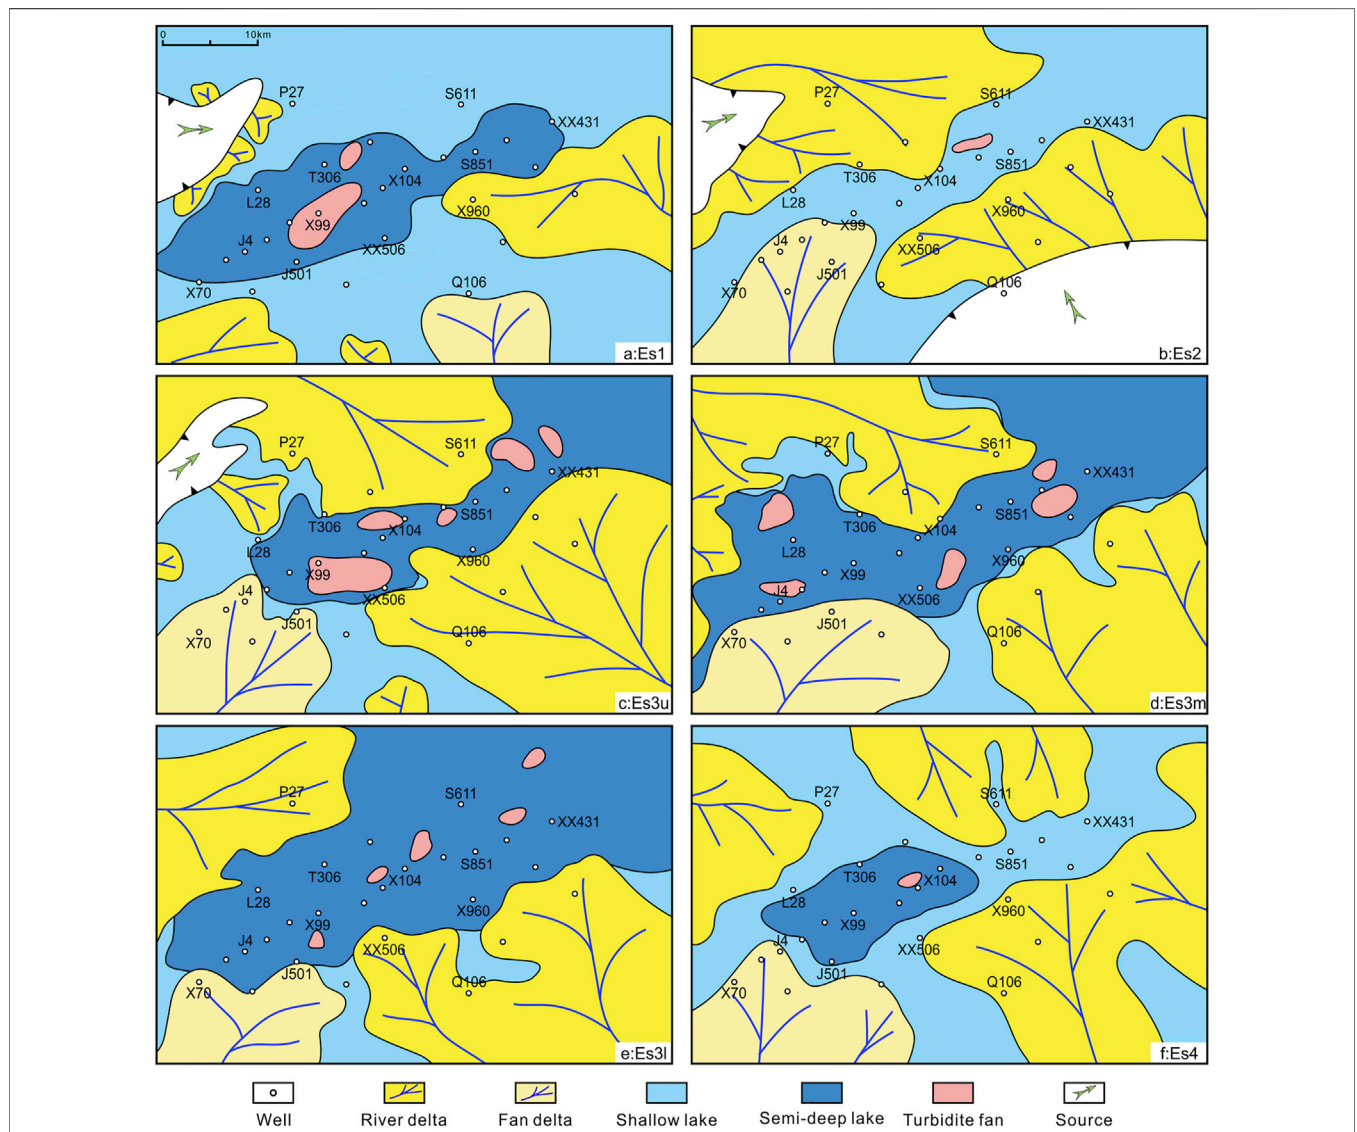 0 10km
P27
S611
XX431
S851
T306
X104
L28
X960
X99
J4
XX506
J501
Q106
X70
a:Es1
P27
S611
XX431
S851
T306
X104
L28
X960
X99
J4
XX506
J501
Q106
X70
b:Es2
P27
S611
XX431
S851
T306
X104
L28
X960
X99
J4
XX506
J501
Q106
X70
c:Es3u
P27
S611
XX431
S851
T306
X104
L28
X960
X99
J4
XX506
J501
Q106
X70
d:Es3m
P27
S611
XX431
S851
T306
X104
L28
X960
X99
J4
XX506
J501
Q106
X70
e:Es3l
P27
S611
XX431
S851
T306
X104
L28
X960
X99
J4
XX506
J501
Q106
X70
f:Es4
Well River delta Fan delta Shallow lake Semi-deep lake Turbidite fan Source